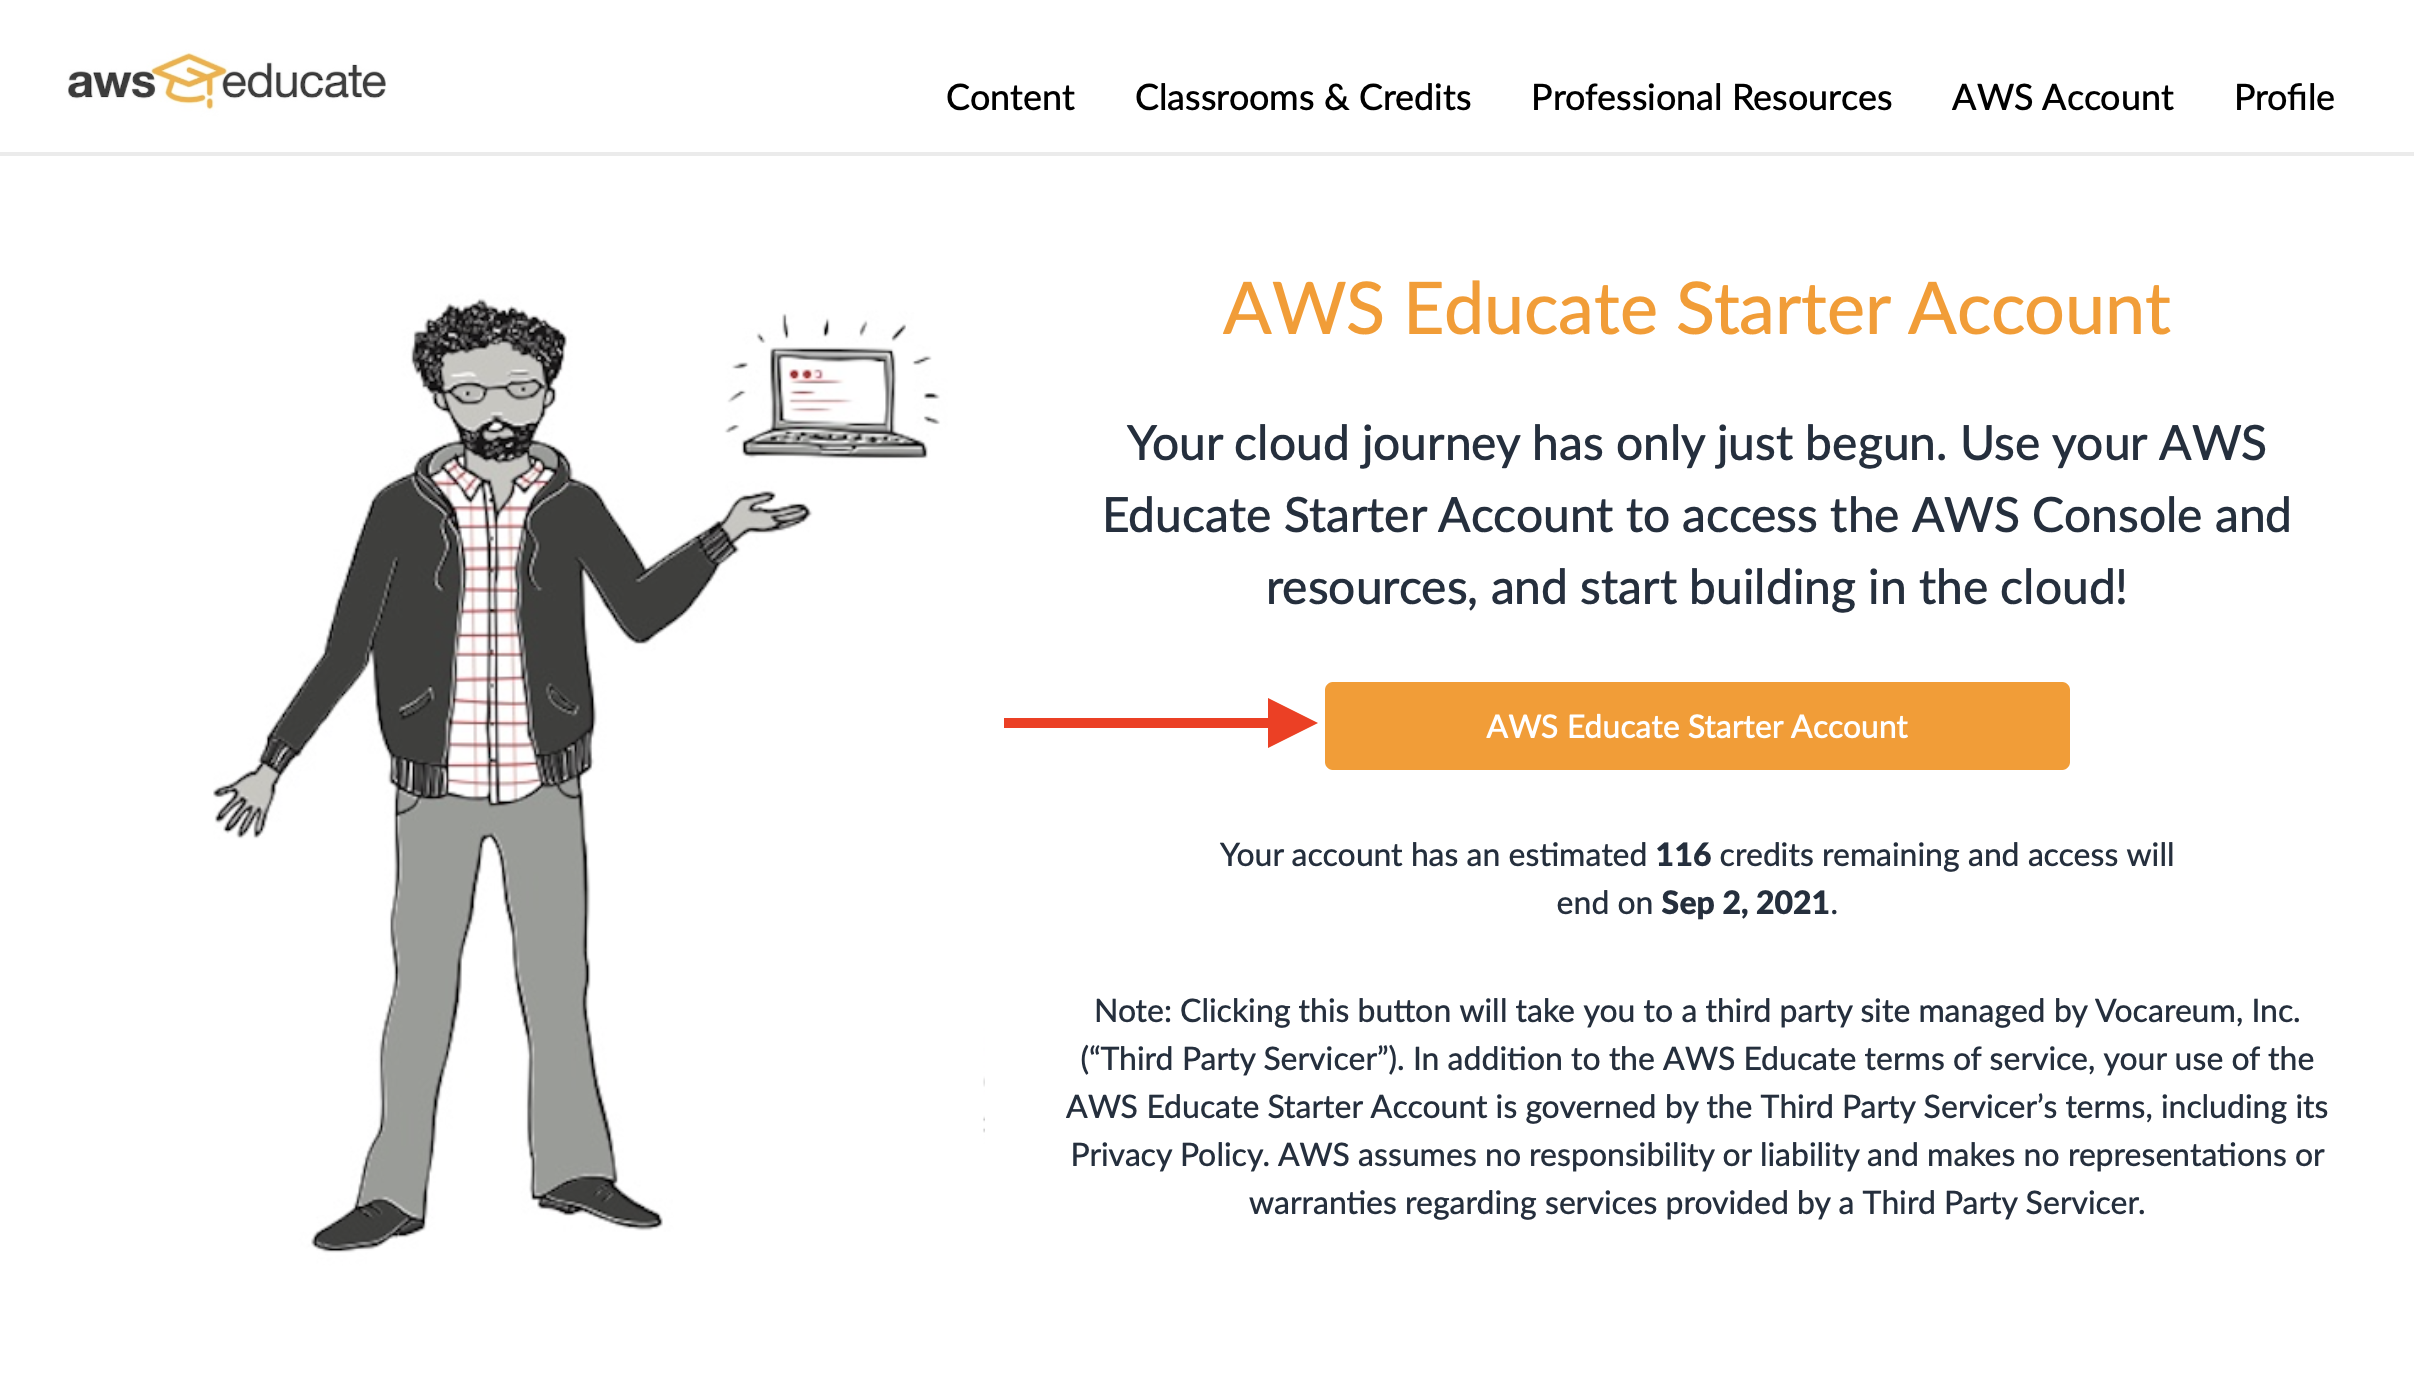 aws educate
Content Classrooms & Credits Professional Resources AWS Account Profile
AWS Educate Starter Account
Your cloud journey has only just begun. Use your AWS
Educate Starter Account to access the AWS Console and
resources, and start building in the cloud!
AWS Educate Starter Account
Your account has an estimated 116 credits remaining and access will
end on Sep 2, 2021.
Note: Clicking this button will take you to a third party site managed by Vocareum, Inc.
(“Third Party Servicer”). In addition to the AWS Educate terms of service, your use of the
AWS Educate Starter Account is governed by the Third Party Servicer’s terms, including its
Privacy Policy. AWS assumes no responsibility or liability and makes no representations or
warranties regarding services provided by a Third Party Servicer.